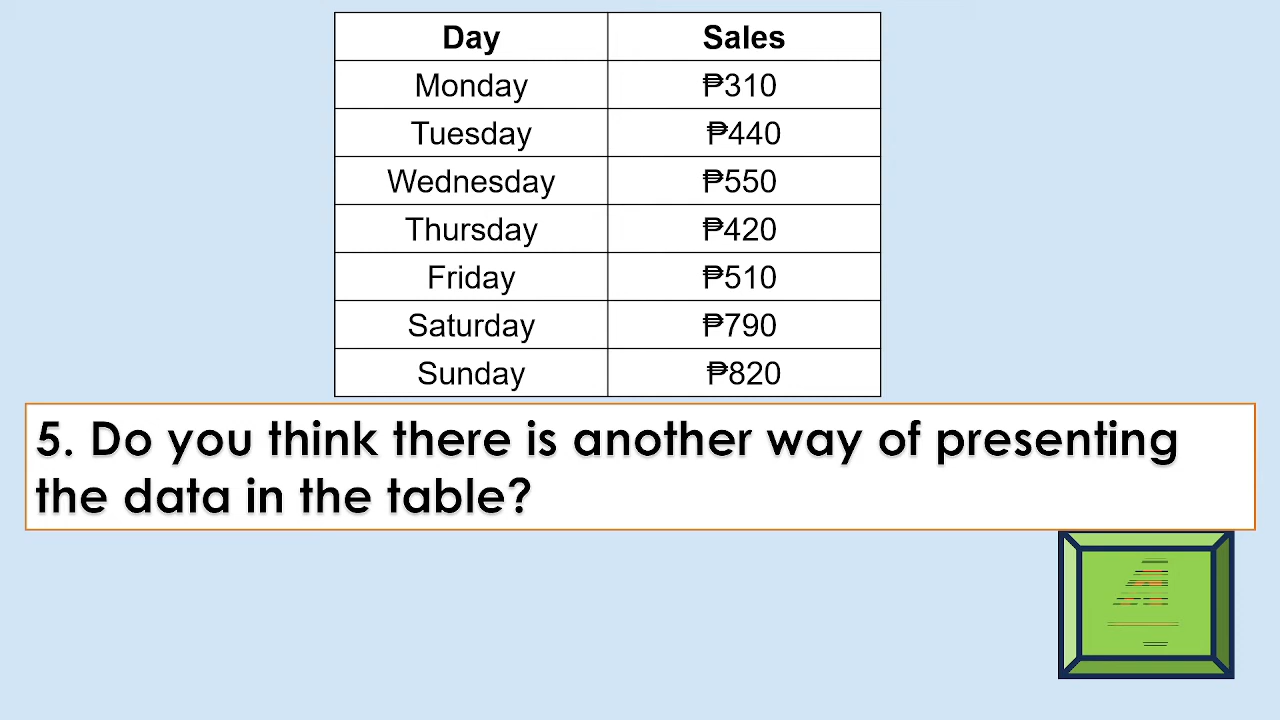 Day Sales
Monday ₱310
Tuesday ₱440
Wednesday ₱550
Thursday ₱420
Friday ₱510
Saturday ₱790
Sunday ₱820
5. Do you think there is another way of presenting
the data in the table?